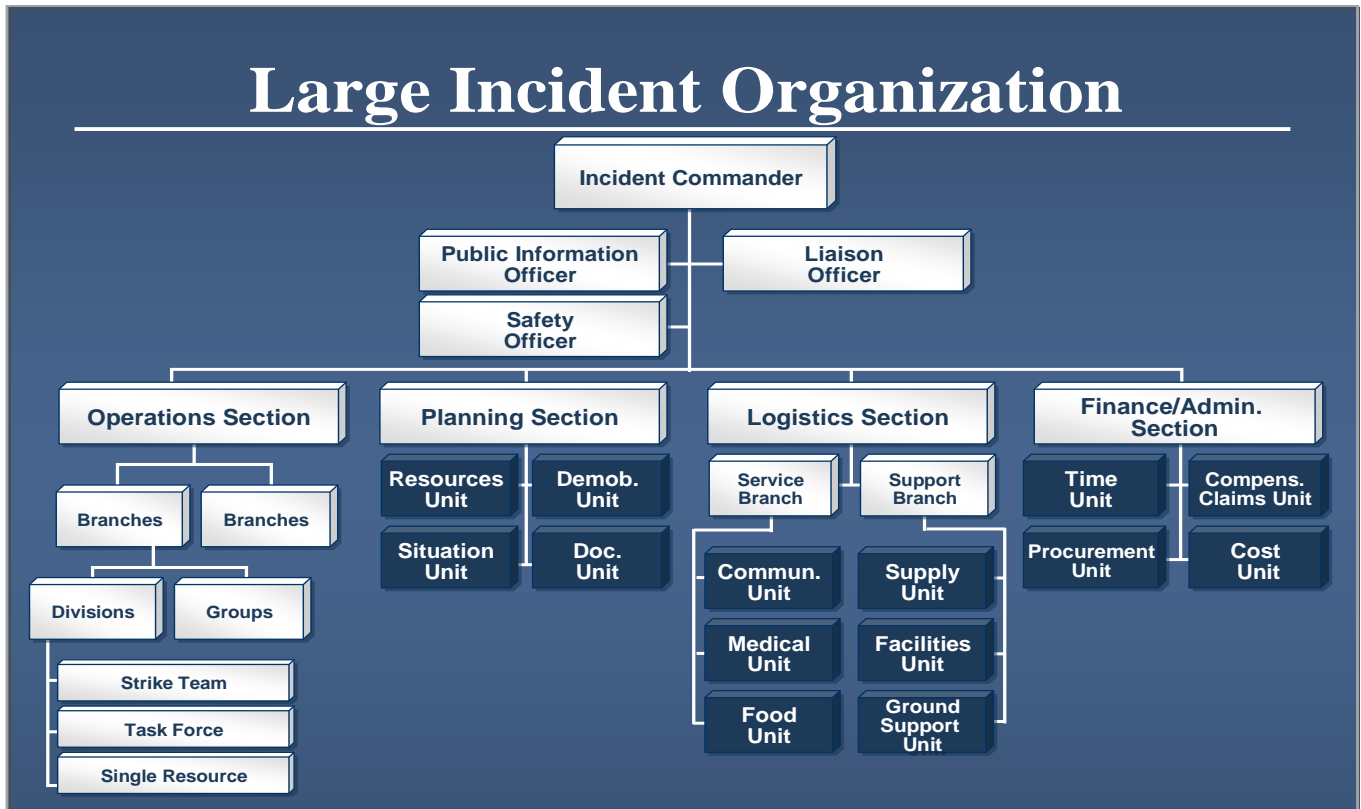 Large Incident Organization
Incident Commander
Public Information
Officer
Liaison
Officer
Safety
Officer
Operations Section
Planning Section
Logistics Section
Finance/Admin.
Section
Branches
Branches
Divisions
Groups
Strike Team
Task Force
Single Resource
Resources
Unit
Demob.
Unit
Situation
Unit
Doc.
Unit
Service
Branch
Support
Branch
Commun.
Unit
Supply
Unit
Medical
Unit
Facilities
Unit
Food
Unit
Ground
Support
Unit
Time
Unit
Compens.
Claims Unit
Procurement
Unit
Cost
Unit